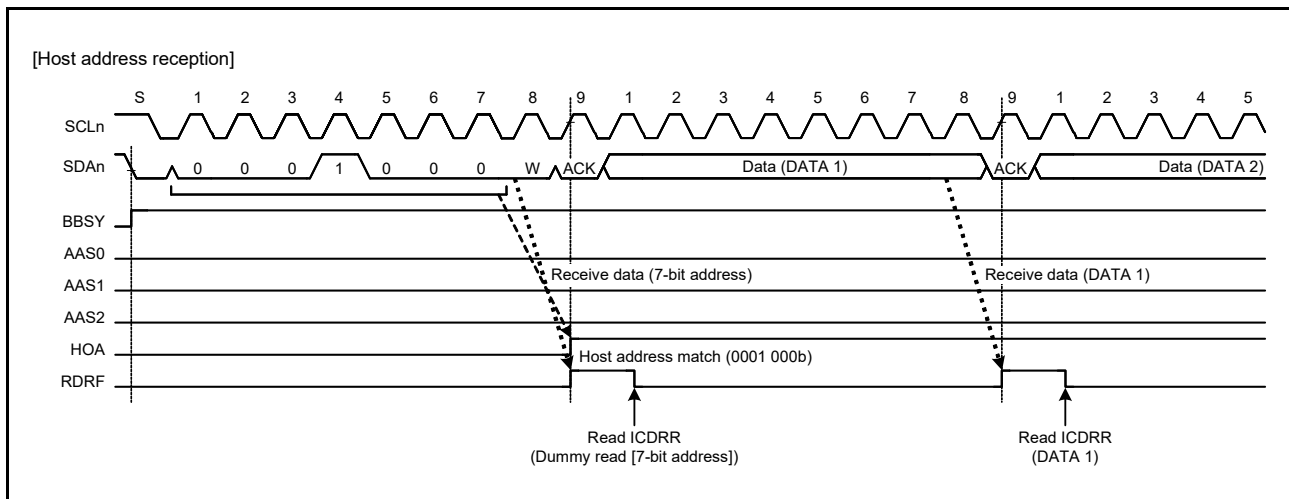 [Host address reception]
S 1 2 3 4 5 6 7 8 9 1 2 3 4 5 6 7 8 9 1 2 3 4 5
SCLn
SDAn 0 0 0 1 0 0 0 W ACK Data (DATA 1) ACK Data (DATA 2)
BBSY
AAS0
Receive data (7-bit address) Receive data (DATA 1)
AAS1
AAS2
HOA
Host address match (0001 000b)
RDRF
Read ICDRR Read ICDRR
(Dummy read [7-bit address]) (DATA 1)